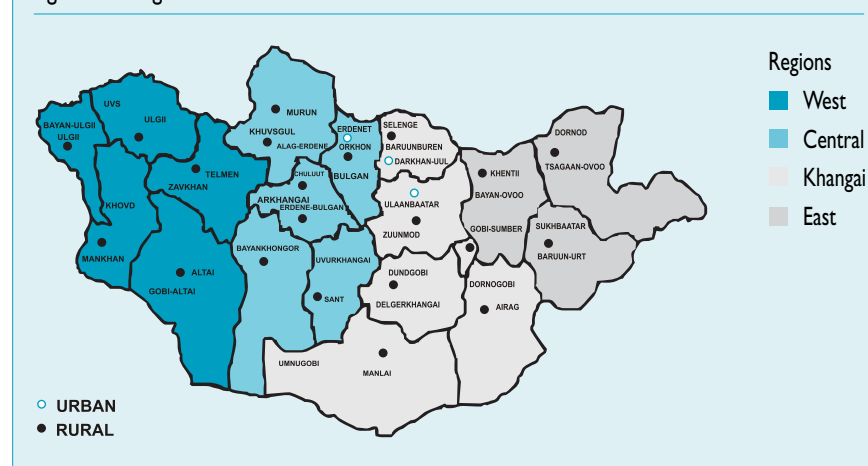 Regions
West
Central
Khangai
East
UVS
ULGII
BAYAN-ULGII
ULGII
TELMEN
ZAVKHAN
KHOVD
MANKHAN
ALTAI
GOBI-ALTAI
MURUN
KHUVSGUL
ALAG-ERDENE
ERDENET
ORKHON
BULGAN
CHULUUT
ARKHANGAI
ERDENE-BULGAN
BAYANKHONGOR
UVURKHANGAI
SANT
SELENGE
BARUUNBUREN
DARKHAN-UUL
ULAANBAATAR
ZUUNMOD
DUNDGOBI
DELGERKHANGAI
UMNUGOBI
MANLAI
KHENTII
BAYAN-OVOO
GOBI-SUMBER
DORNOGOBI
AIRAG
DORNOD
TSAGAAN-OVOO
SUKHBAATAR
BARUUN-URT
URBAN
RURAL